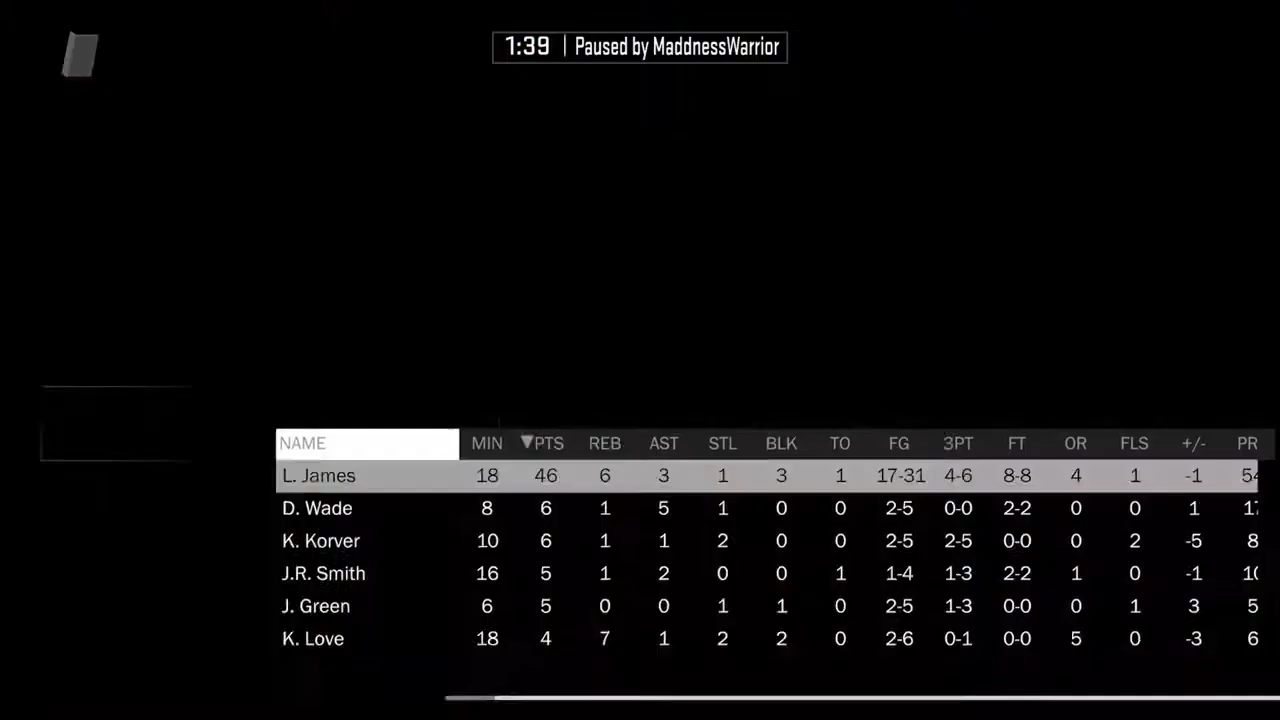 1:39 | Paused by MaddnessWarrior
NAME MIN ▼PTS REB AST STL BLK TO FG 3PT FT OR FLS +/- PR
L. James 18 46 6 3 1 3 1 17-31 4-6 8-8 4 1 -1 54
D. Wade 8 6 1 5 1 0 0 2-5 0-0 2-2 0 0 1 17
K. Korver 10 6 1 1 2 0 0 2-5 2-5 0-0 0 2 -5 8
J.R. Smith 16 5 1 2 0 0 1 1-4 1-3 2-2 1 0 -1 10
J. Green 6 5 0 0 1 1 0 2-5 1-3 0-0 0 1 3 5
K. Love 18 4 7 1 2 2 0 2-6 0-1 0-0 5 0 -3 6